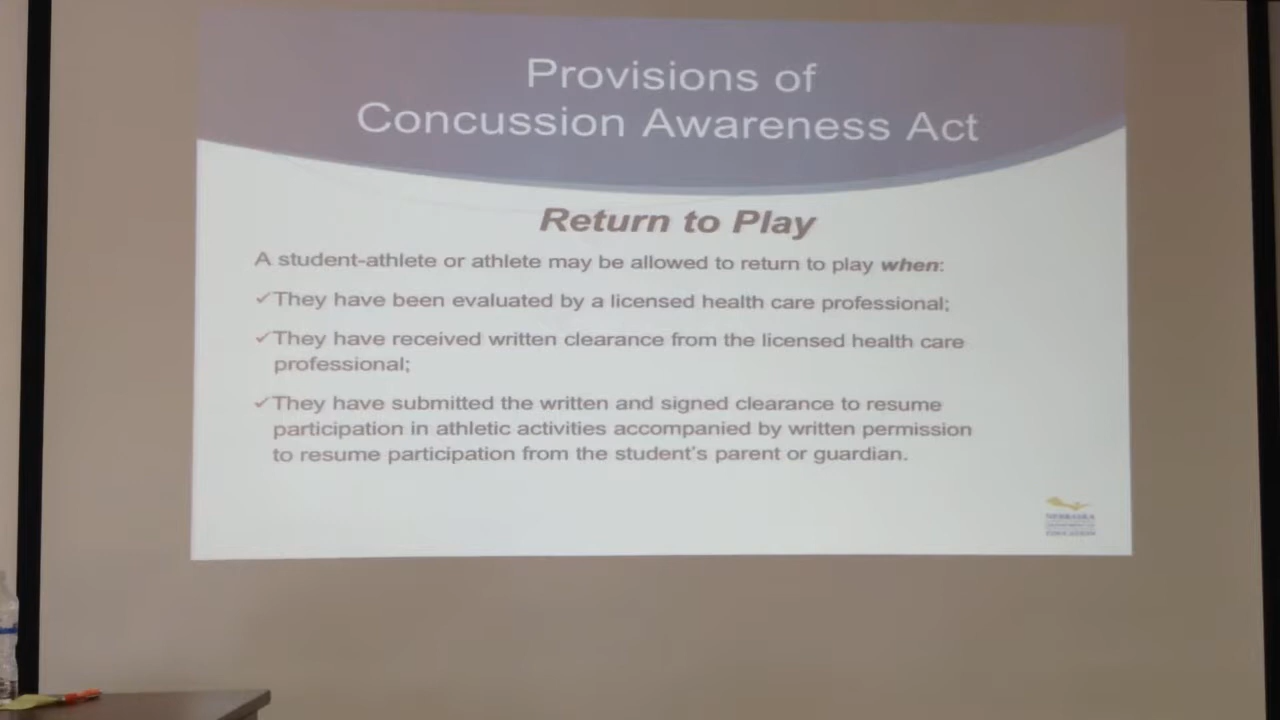 Provisions of
Concussion Awareness Act
Return to Play
A student-athlete or athlete may be allowed to return to play when:
✓They have been evaluated by a licensed health care professional;
✓They have received written clearance from the licensed health care
professional;
✓They have submitted the written and signed clearance to resume
participation in athletic activities accompanied by written permission
to resume participation from the student's parent or guardian.
NEBRASKA